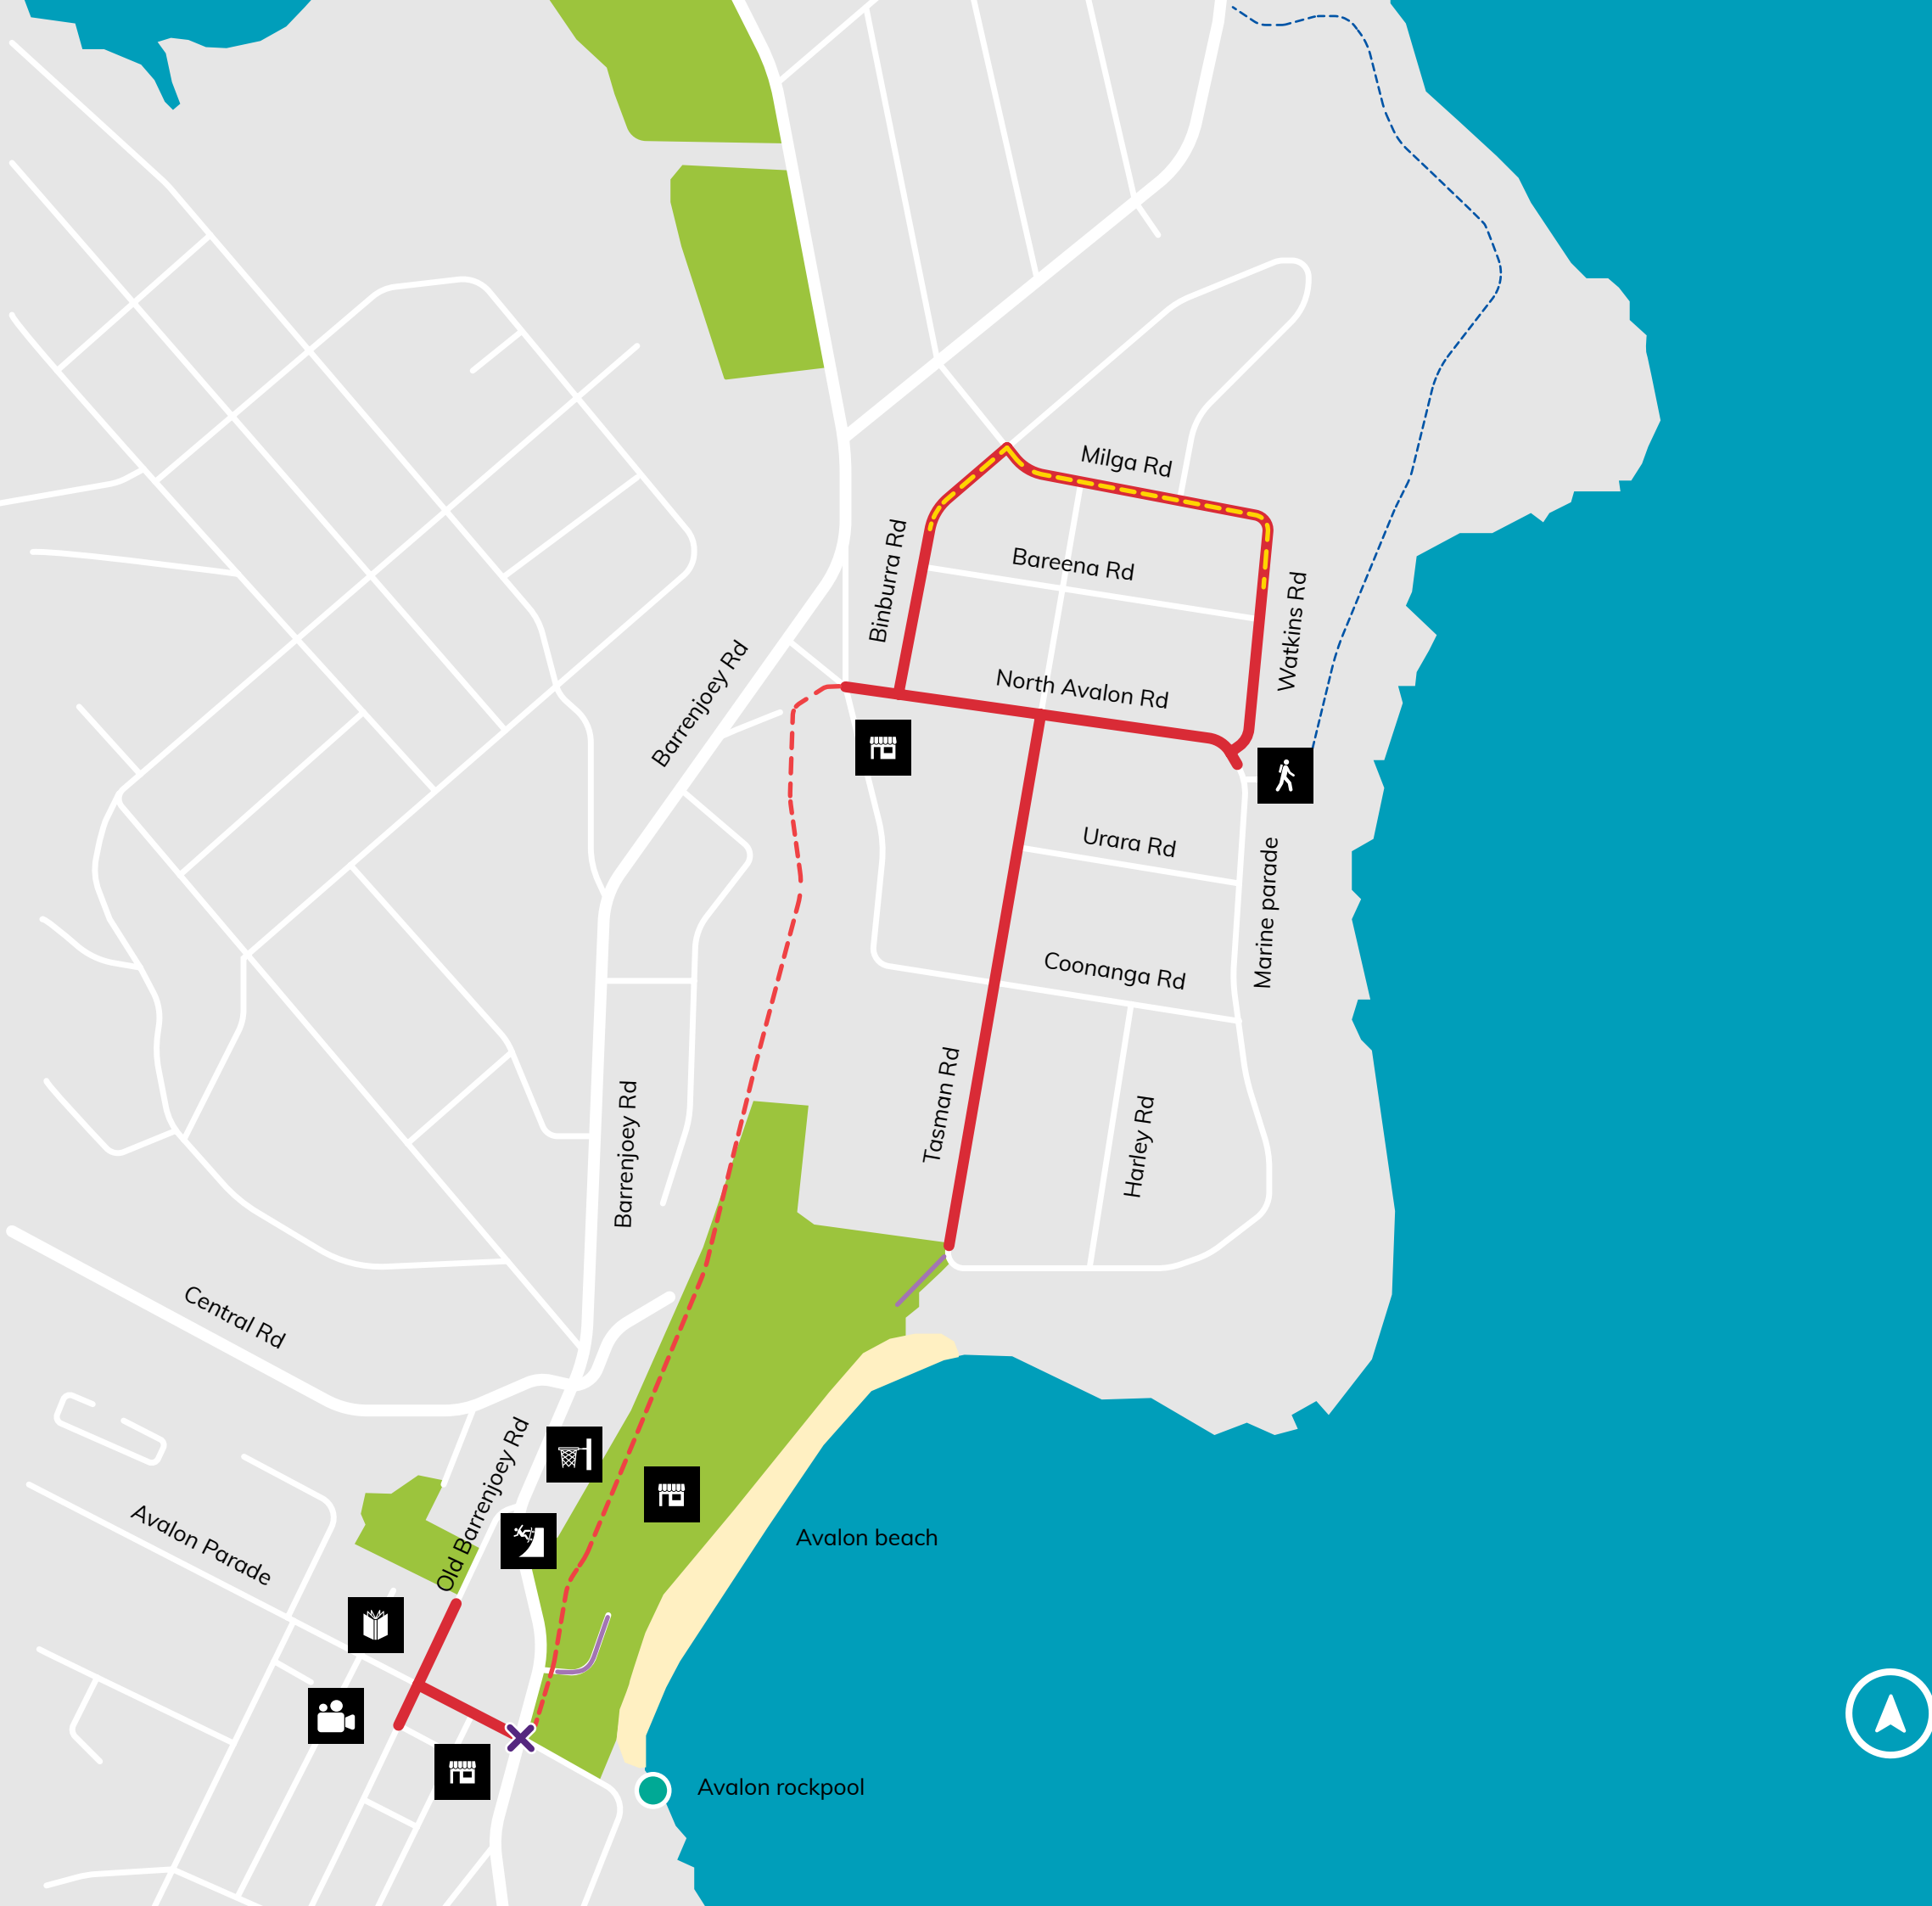 Milga Rd
Binburra Rd
Bareena Rd
Watkins Rd
Barrenjoey Rd
North Avalon Rd
Urara Rd
Marine parade
Coonanga Rd
Tasman Rd
Barrenjoey Rd
Harley Rd
Central Rd
Old Barrenjoey Rd
Avalon Parade
Avalon beach
Avalon rockpool